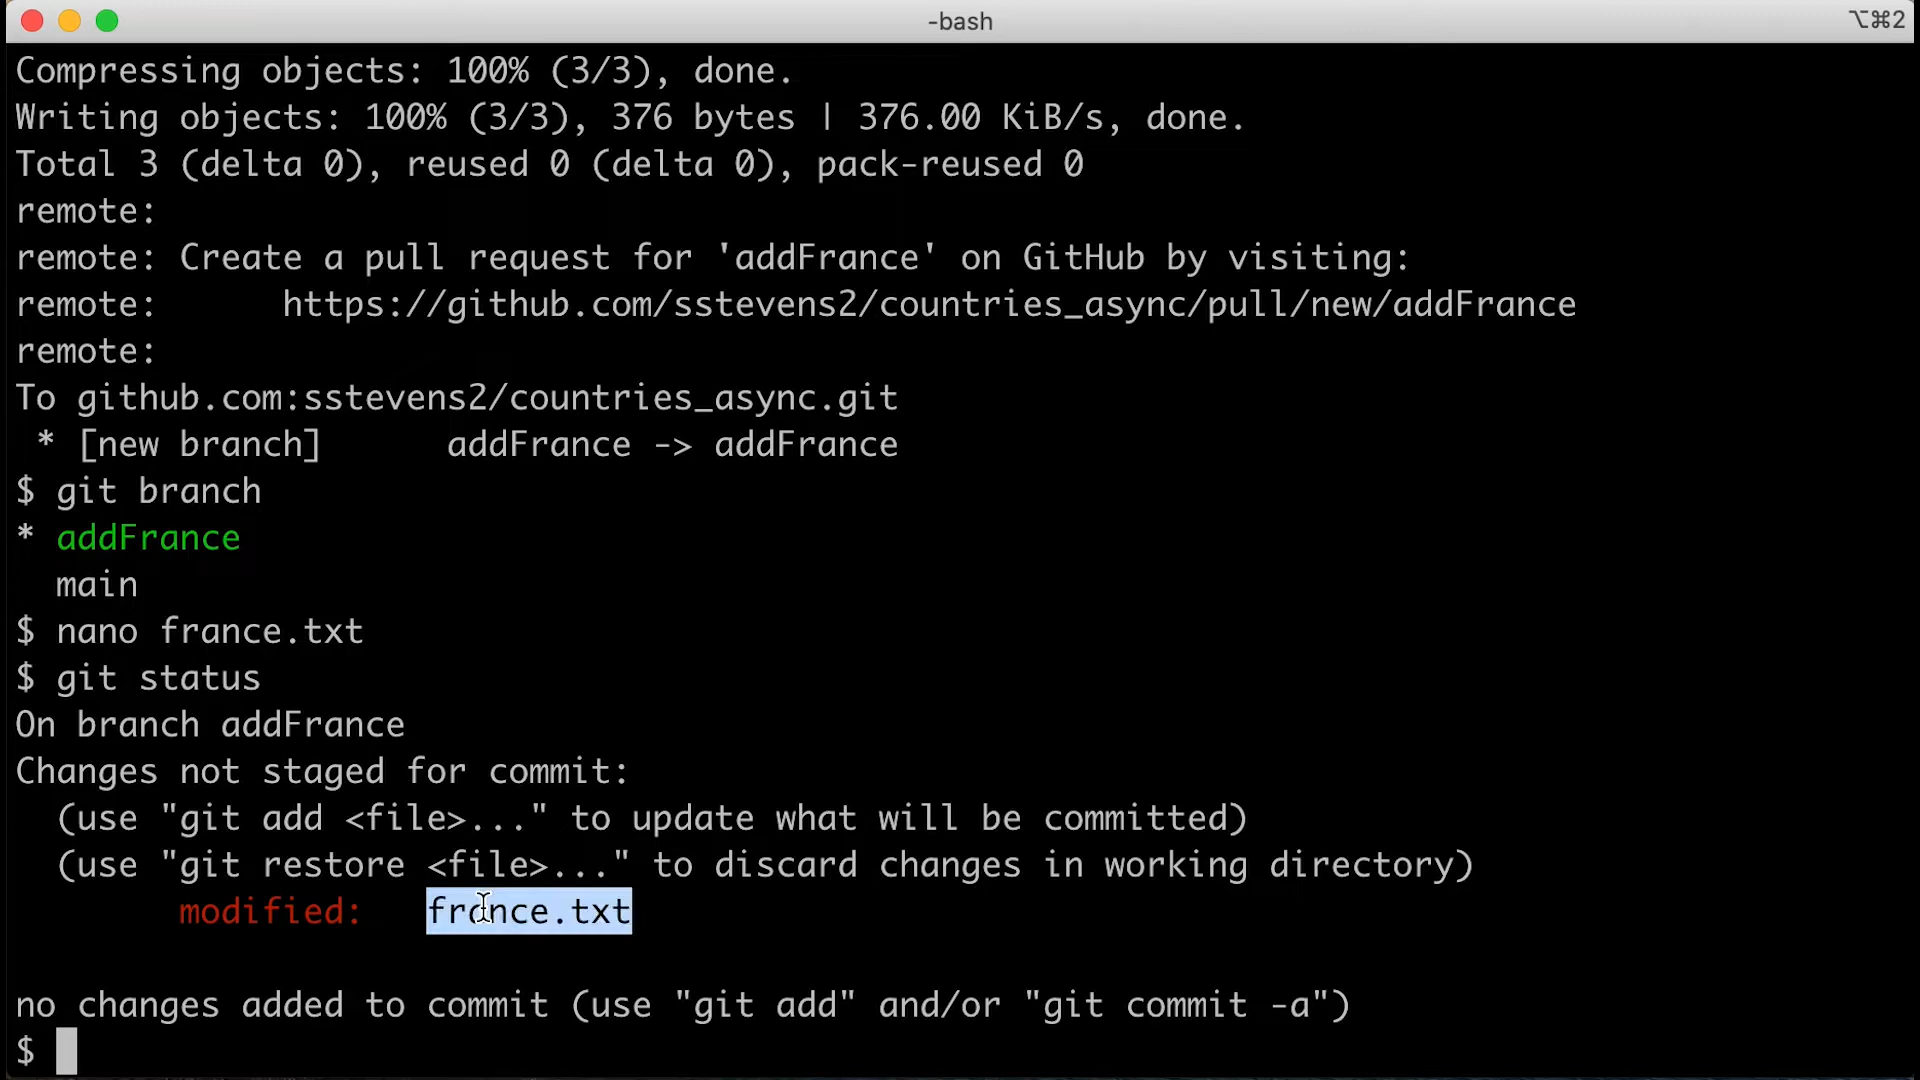 -bash
⌥⌘2
Compressing objects: 100% (3/3), done.
Writing objects: 100% (3/3), 376 bytes | 376.00 KiB/s, done.
Total 3 (delta 0), reused 0 (delta 0), pack-reused 0
remote:
remote: Create a pull request for 'addFrance' on GitHub by visiting:
remote:      https://github.com/sstevens2/countries_async/pull/new/addFrance
remote:
To github.com:sstevens2/countries_async.git
 * [new branch]      addFrance -> addFrance
$ git branch
* addFrance
  main
$ nano france.txt
$ git status
On branch addFrance
Changes not staged for commit:
  (use "git add <file>..." to update what will be committed)
  (use "git restore <file>..." to discard changes in working directory)
        modified:   france.txt
no changes added to commit (use "git add" and/or "git commit -a")
$